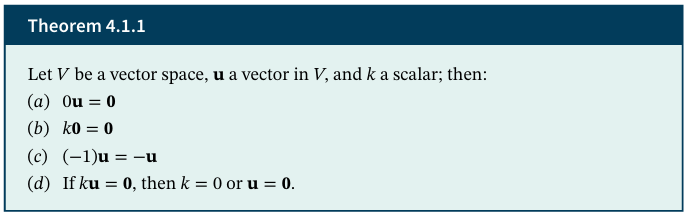 Theorem 4.1.1
Let V be a vector space, u a vector in V, and k a scalar; then:
(a) 0u = 0
(b) k0 = 0
(c) (−1)u = −u
(d) If ku = 0, then k = 0 or u = 0.